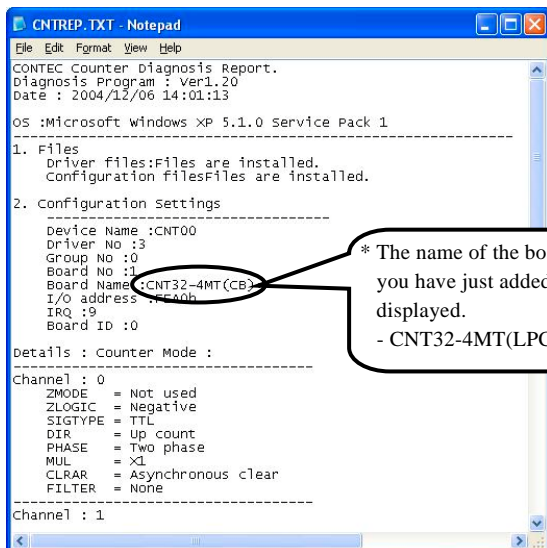 CNTREP.TXT - Notepad
File Edit Format View Help
CONTEC Counter Diagnosis Report.
Diagnosis Program : Ver1.20
Date : 2004/12/06 14:01:13
OS :Microsoft Windows XP 5.1.0 Service Pack 1
----------------------------------------------------------------
1. Files
Driver files:Files are installed.
Configuration filesFiles are installed.
2. Configuration Settings
------------------------------------
Device Name :CNT00
Driver No :3
Group No :0
Board No :1
Board Name :CNT32-4MT(CB)
I/O address :
IRQ :9
Board ID :0
* The name of the bo
you have just added
displayed.
- CNT32-4MT(LPC
Details : Counter Mode :
--------------------------------------
Channel : 0
ZMODE = Not used
ZLOGIC = Negative
SIGTYPE = TTL
DIR = Up count
PHASE = Two phase
MUL = X1
CLRAR = Asynchronous clear
FILTER = None
--------------------------------------
Channel : 1